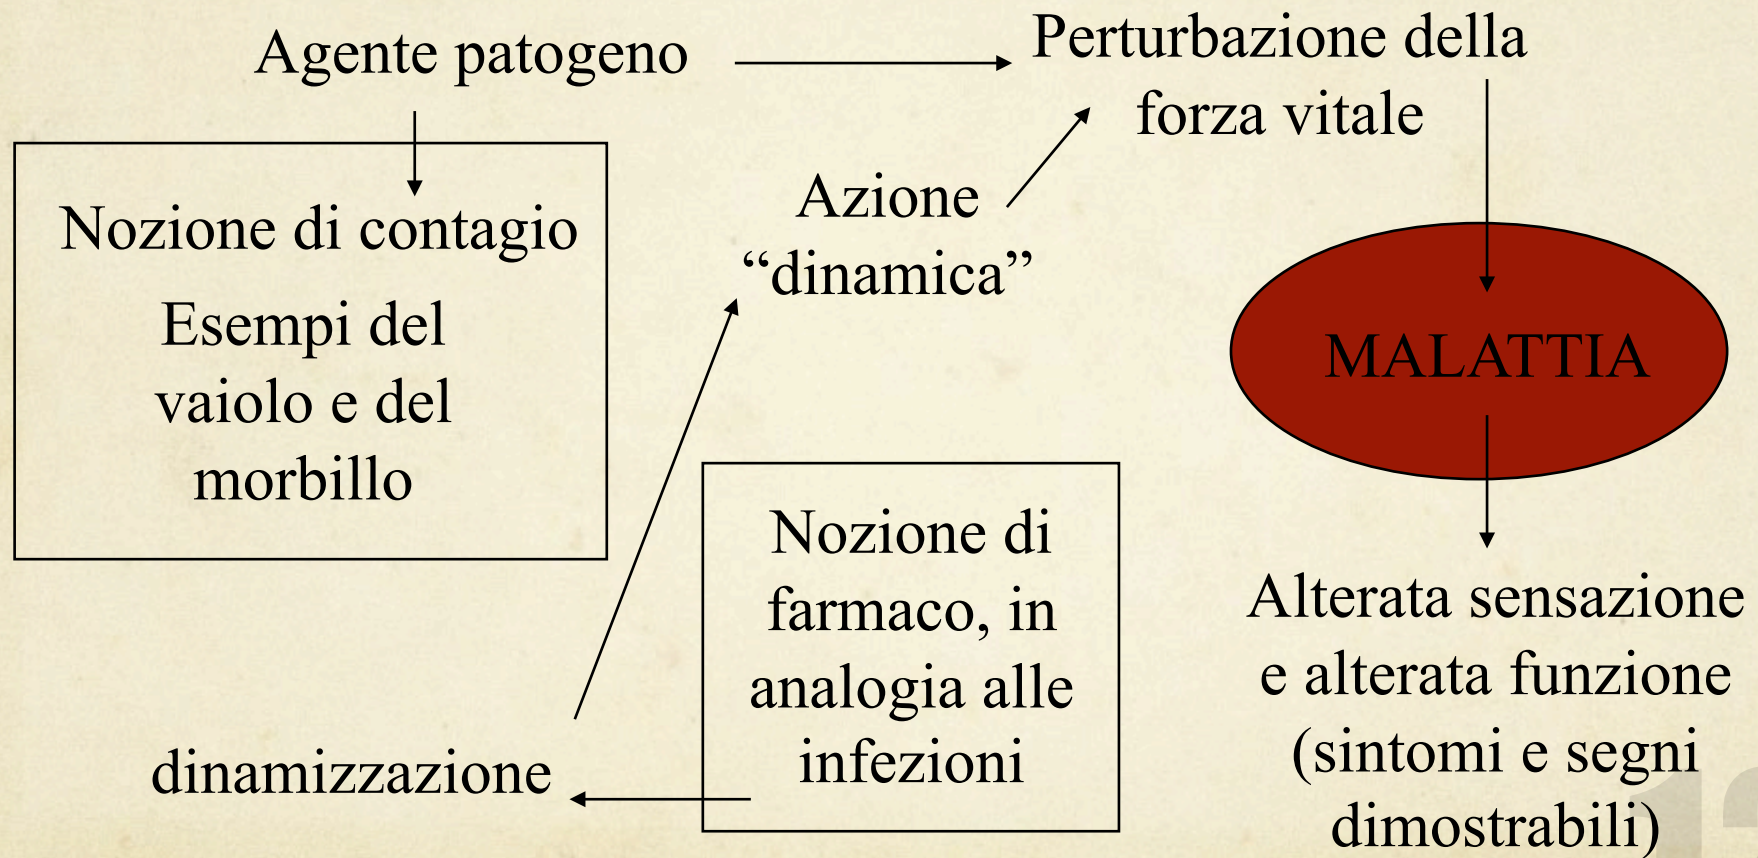 Agente patogeno
Perturbazione della
forza vitale
Nozione di contagio
Esempi del
vaiolo e del
morbillo
Azione
“dinamica”
MALATTIA
Nozione di
farmaco, in
analogia alle
infezioni
dinamizzazione
Alterata sensazione
e alterata funzione
(sintomi e segni
dimostrabili)